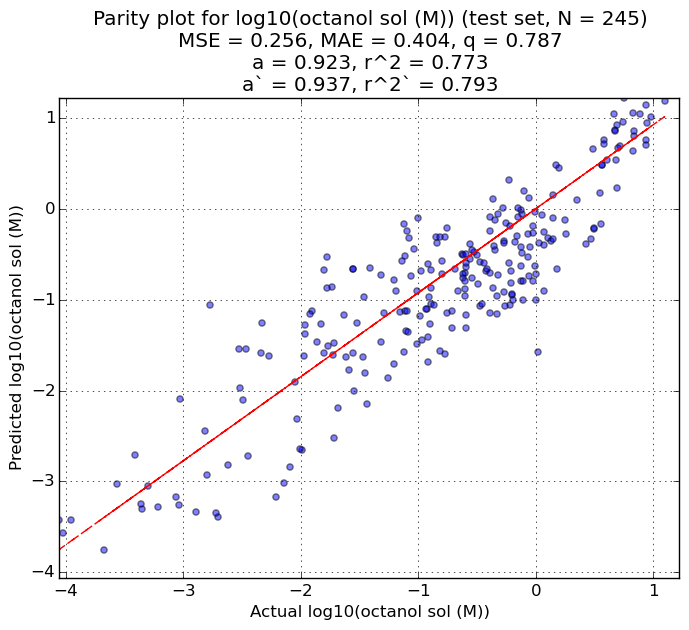 Parity plot for log10(octanol sol (M)) (test set, N = 245)
MSE = 0.256, MAE = 0.404, q = 0.787
a = 0.923, r^2 = 0.773
a` = 0.937, r^2` = 0.793
1
0
−1
−2
−3
−4
Predicted log10(octanol sol (M))
−4 −3 −2 −1 0 1
Actual log10(octanol sol (M))